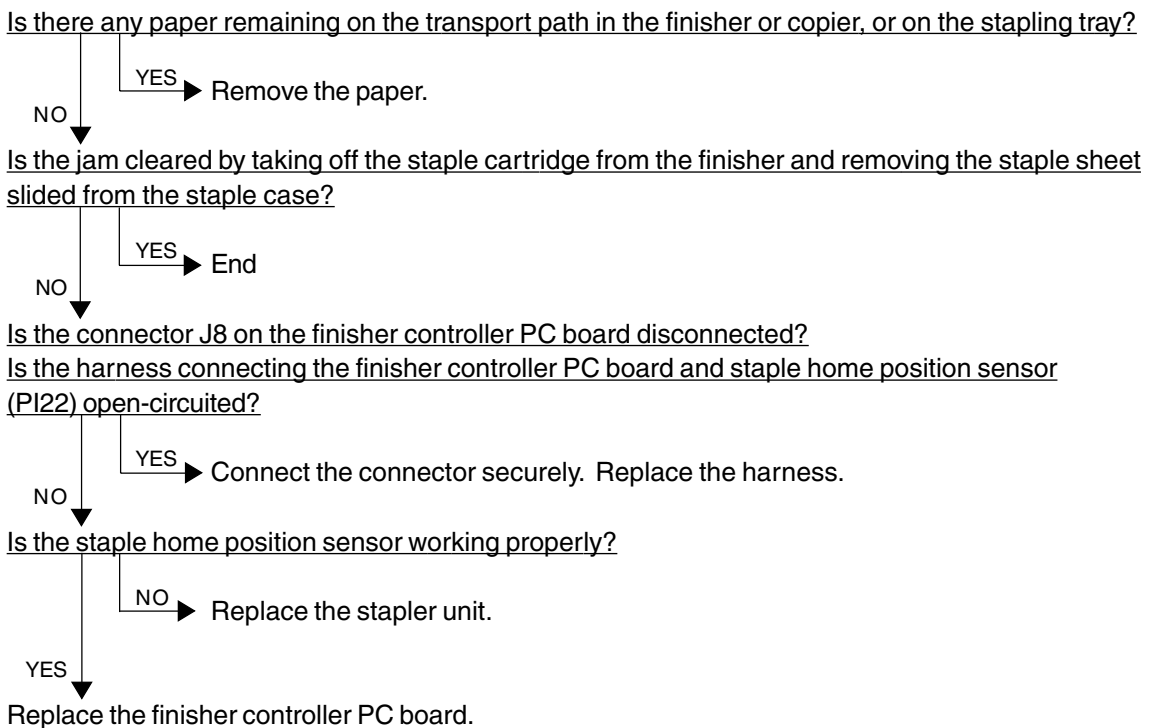 Is there any paper remaining on the transport path in the finisher or copier, or on the stapling tray?
YES
Remove the paper.
NO
Is the jam cleared by taking off the staple cartridge from the finisher and removing the staple sheet
slided from the staple case?
YES
End
NO
Is the connector J8 on the finisher controller PC board disconnected?
Is the harness connecting the finisher controller PC board and staple home position sensor
(PI22) open-circuited?
YES
Connect the connector securely. Replace the harness.
NO
Is the staple home position sensor working properly?
NO
Replace the stapler unit.
YES
Replace the finisher controller PC board.